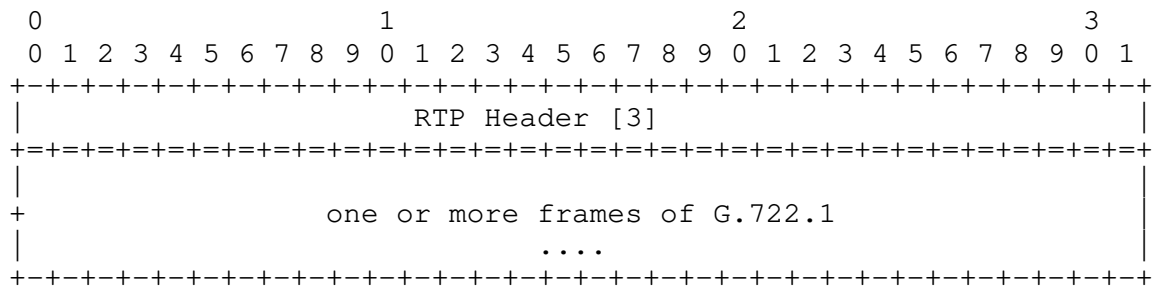 0                   1                   2                   3
 0 1 2 3 4 5 6 7 8 9 0 1 2 3 4 5 6 7 8 9 0 1 2 3 4 5 6 7 8 9 0 1
+-+-+-+-+-+-+-+-+-+-+-+-+-+-+-+-+-+-+-+-+-+-+-+-+-+-+-+-+-+-+-+-+
|                      RTP Header [3]                           |
+=+=+=+=+=+=+=+=+=+=+=+=+=+=+=+=+=+=+=+=+=+=+=+=+=+=+=+=+=+=+=+=+
|                                                               |
+                 one or more frames of G.722.1                 |
|                             ....                              |
+-+-+-+-+-+-+-+-+-+-+-+-+-+-+-+-+-+-+-+-+-+-+-+-+-+-+-+-+-+-+-+-+